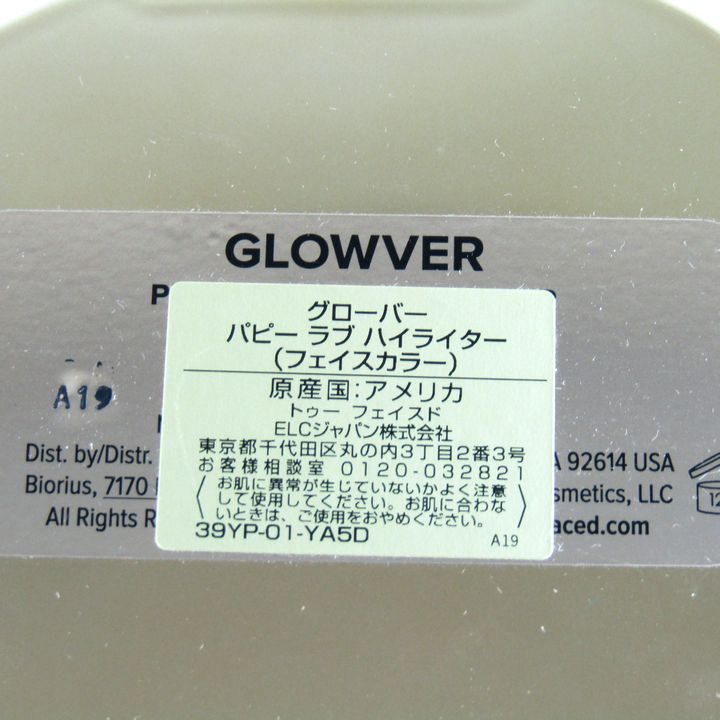 GLOWVER
P
グローバー
パピー ラブ ハイライター
(フェイスカラー)
原産国:アメリカ
トゥー フェイスド
ELCジャパン株式会社
東京都千代田区丸の内3丁目2番3号
お客様相談室 0120-032821
お肌に異常が生じていないかよく注意
して使用してください。お肌に合わな
いときは、ご使用をおやめください。
39YP-01-YA5D
A19
A19
Dist. by/Distr.
A 92614 USA
Biorius, 7170
smetics, LLC
All Rights R
aced.com
12